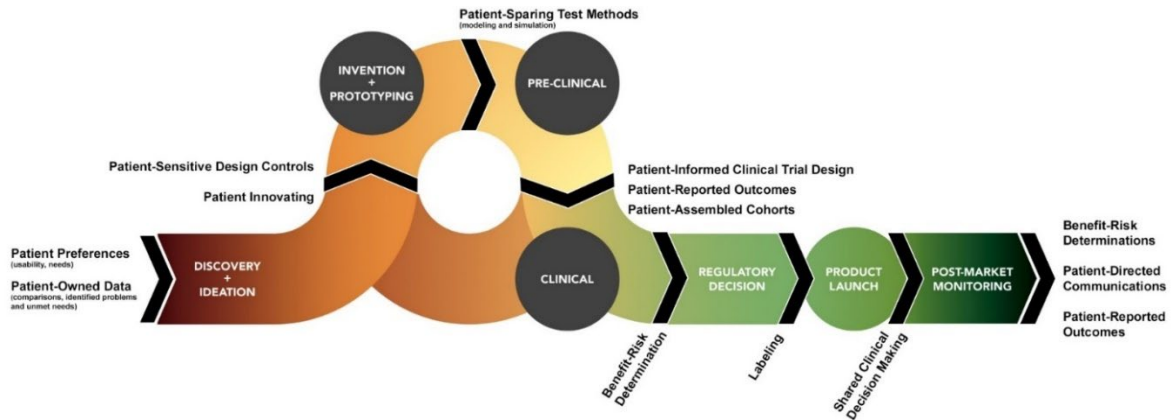 Patient-Sparing Test Methods
(modeling and simulation)
INVENTION
+
PROTOTYPING
PRE-CLINICAL
Patient-Sensitive Design Controls
Patient Innovating
Patient-Informed Clinical Trial Design
Patient-Reported Outcomes
Patient-Assembled Cohorts
Patient Preferences
(usability, needs)
Patient-Owned Data
(comparisons, identified problems
and unmet needs)
DISCOVERY
+
IDEATION
CLINICAL
REGULATORY
DECISION
PRODUCT
LAUNCH
POST-MARKET
MONITORING
Benefit-Risk
Determinations
Patient-Directed
Communications
Patient-Reported
Outcomes
Benefit-Risk
Determination
Labeling
Shared Clinical
Decision Making